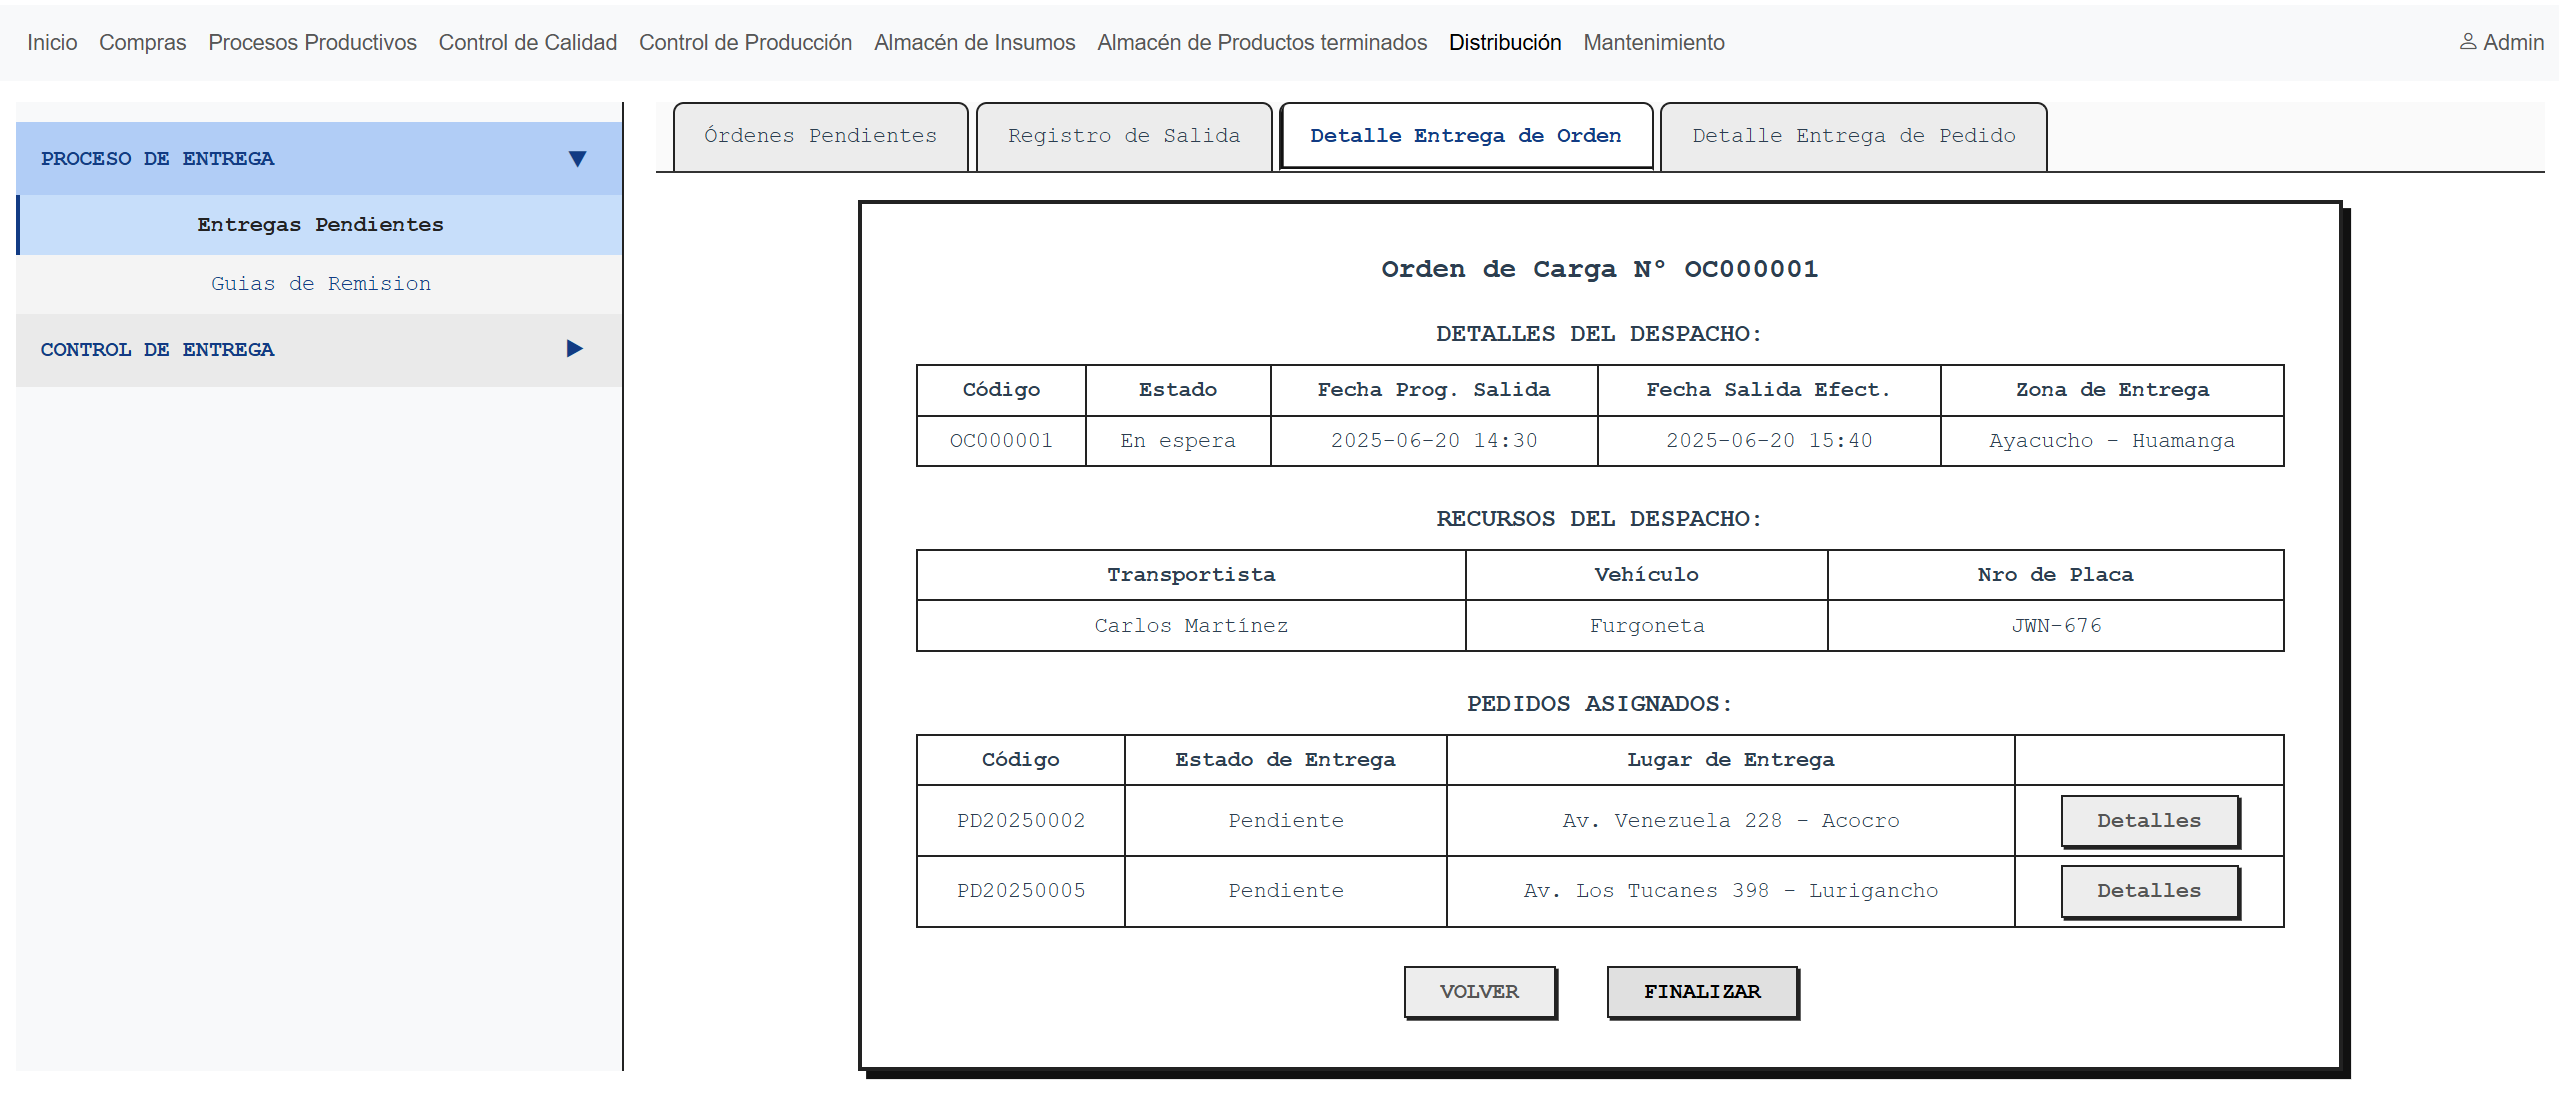 Inicio Compras Procesos Productivos Control de Calidad Control de Producción Almacén de Insumos Almacén de Productos terminados Distribución Mantenimiento Admin
PROCESO DE ENTREGA
Entregas Pendientes
Guias de Remision
CONTROL DE ENTREGA
Órdenes Pendientes Registro de Salida Detalle Entrega de Orden Detalle Entrega de Pedido
Orden de Carga N° OC000001
DETALLES DEL DESPACHO:
Código Estado Fecha Prog. Salida Fecha Salida Efect. Zona de Entrega
OC000001 En espera 2025-06-20 14:30 2025-06-20 15:40 Ayacucho - Huamanga
RECURSOS DEL DESPACHO:
Transportista Vehículo Nro de Placa
Carlos Martínez Furgoneta JWN-676
PEDIDOS ASIGNADOS:
Código Estado de Entrega Lugar de Entrega
PD20250002 Pendiente Av. Venezuela 228 - Acocro Detalles
PD20250005 Pendiente Av. Los Tucanes 398 - Lurigancho Detalles
VOLVER FINALIZAR